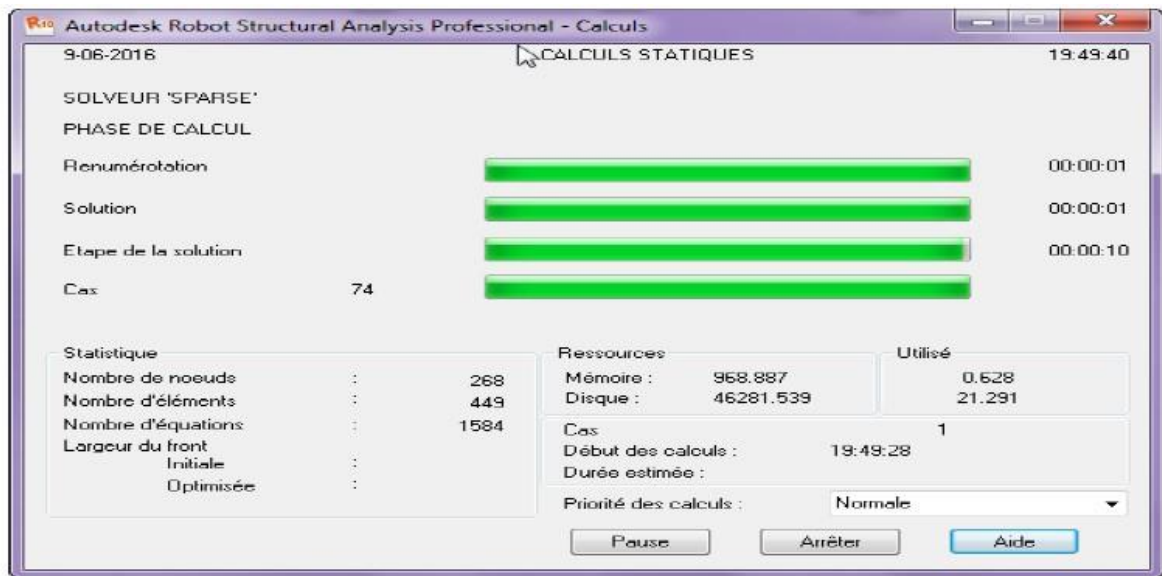 R10 Autodesk Robot Structural Analysis Professional - Calculs
9-06-2016 CALCULS STATIQUES 19:49:40
SOLVEUR 'SPARSE'
PHASE DE CALCUL
Renumérotation 00:00:01
Solution 00:00:01
Etape de la solution 00:00:10
Cas 74
Statistique
Nombre de noeuds : 268
Nombre d'éléments : 449
Nombre d'équations : 1584
Largeur du front
Initiale :
Optimisée :
Ressources Utilisé
Mémoire : 968.887 0.628
Disque : 46281.539 21.291
Cas 1
Début des calculs : 19:49:28
Durée estimée :
Priorité des calculs : Normale
Pause Arrêter Aide